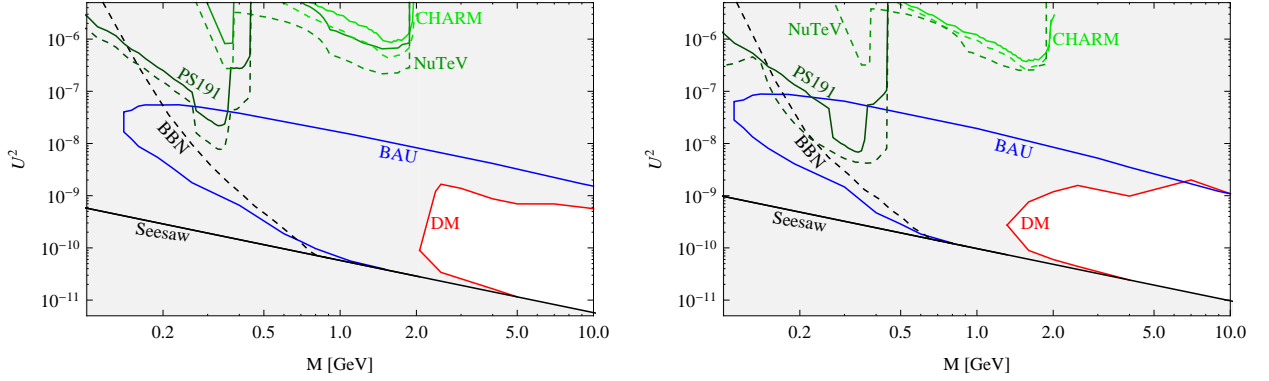 10⁻⁶
10⁻⁷
10⁻⁸
10⁻⁹
10⁻¹⁰
10⁻¹¹
U²
CHARM
NuTeV
PS191
BBN
BAU
Seesaw
DM
0.2
0.5
1.0
2.0
5.0
10.0
M [GeV]
10⁻⁶
10⁻⁷
10⁻⁸
10⁻⁹
10⁻¹⁰
10⁻¹¹
U²
NuTeV
CHARM
PS191
BBN
BAU
Seesaw
DM
0.2
0.5
1.0
2.0
5.0
10.0
M [GeV]